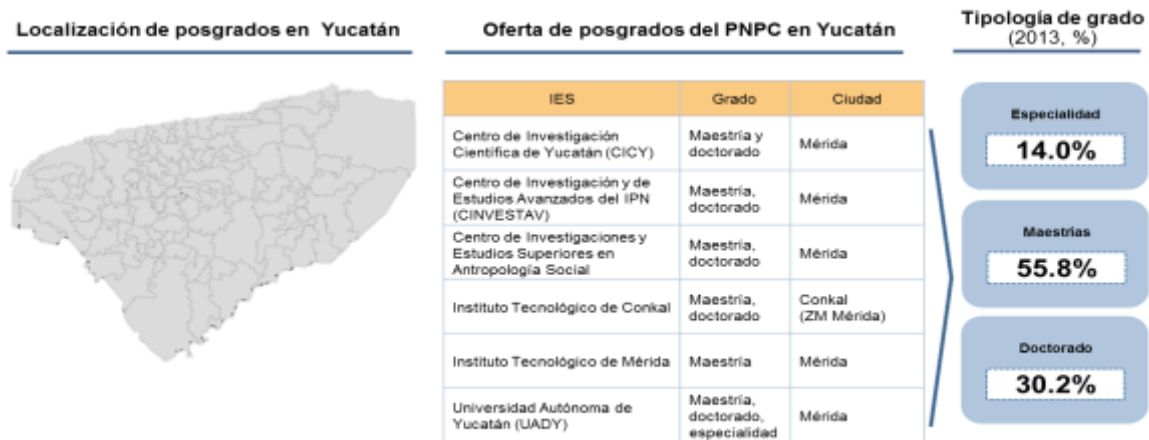 Localización de posgrados en Yucatán
Oferta de posgrados del PNPC en Yucatán
Tipología de grado
(2013, %)
IES
Grado
Ciudad
Centro de Investigación
Científica de Yucatán (CICY)
Maestría y
doctorado
Mérida
Centro de Investigación y de
Estudios Avanzados del IPN
(CINVESTAV)
Maestría,
doctorado
Mérida
Centro de Investigaciones y
Estudios Superiores en
Antropología Social
Maestría,
doctorado
Mérida
Instituto Tecnológico de Conkal
Maestría,
doctorado
Conkal
(ZM Mérida)
Instituto Tecnológico de Mérida
Maestría
Mérida
Universidad Autónoma de
Yucatán (UADY)
Maestría,
doctorado,
especialidad
Mérida
Especialidad
14.0%
Maestrías
55.8%
Doctorado
30.2%